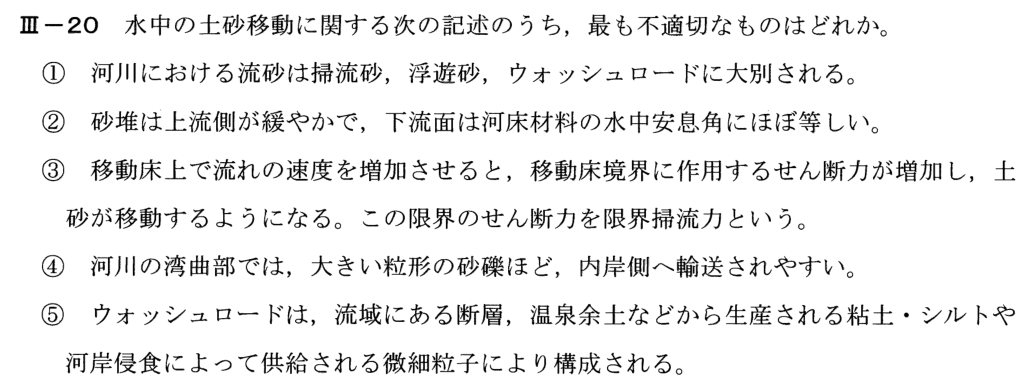 Ⅲ－20　水中の土砂移動に関する次の記述のうち，最も不適切なものはどれか。
①　河川における流砂は掃流砂，浮遊砂，ウォッシュロードに大別される。
②　砂堆は上流側が緩やかで，下流面は河床材料の水中安息角にほぼ等しい。
③　移動床上で流れの速度を増加させると，移動床境界に作用するせん断力が増加し，土
砂が移動するようになる。この限界のせん断力を限界掃流力という。
④　河川の湾曲部では，大きい粒形の砂礫ほど，内岸側へ輸送されやすい。
⑤　ウォッシュロードは，流域にある断層，温泉余土などから生産される粘土・シルトや
河岸侵食によって供給される微細粒子により構成される。